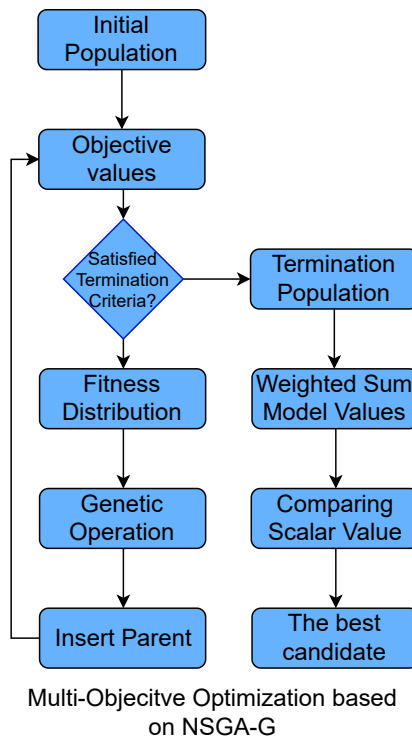 Initial
Population
Objective
values
Satisfied
Termination
Criteria?
Termination
Population
Fitness
Distribution
Weighted Sum
Model Values
Genetic
Operation
Comparing
Scalar Value
Insert Parent
The best
candidate
Multi-Objecitve Optimization based
on NSGA-G